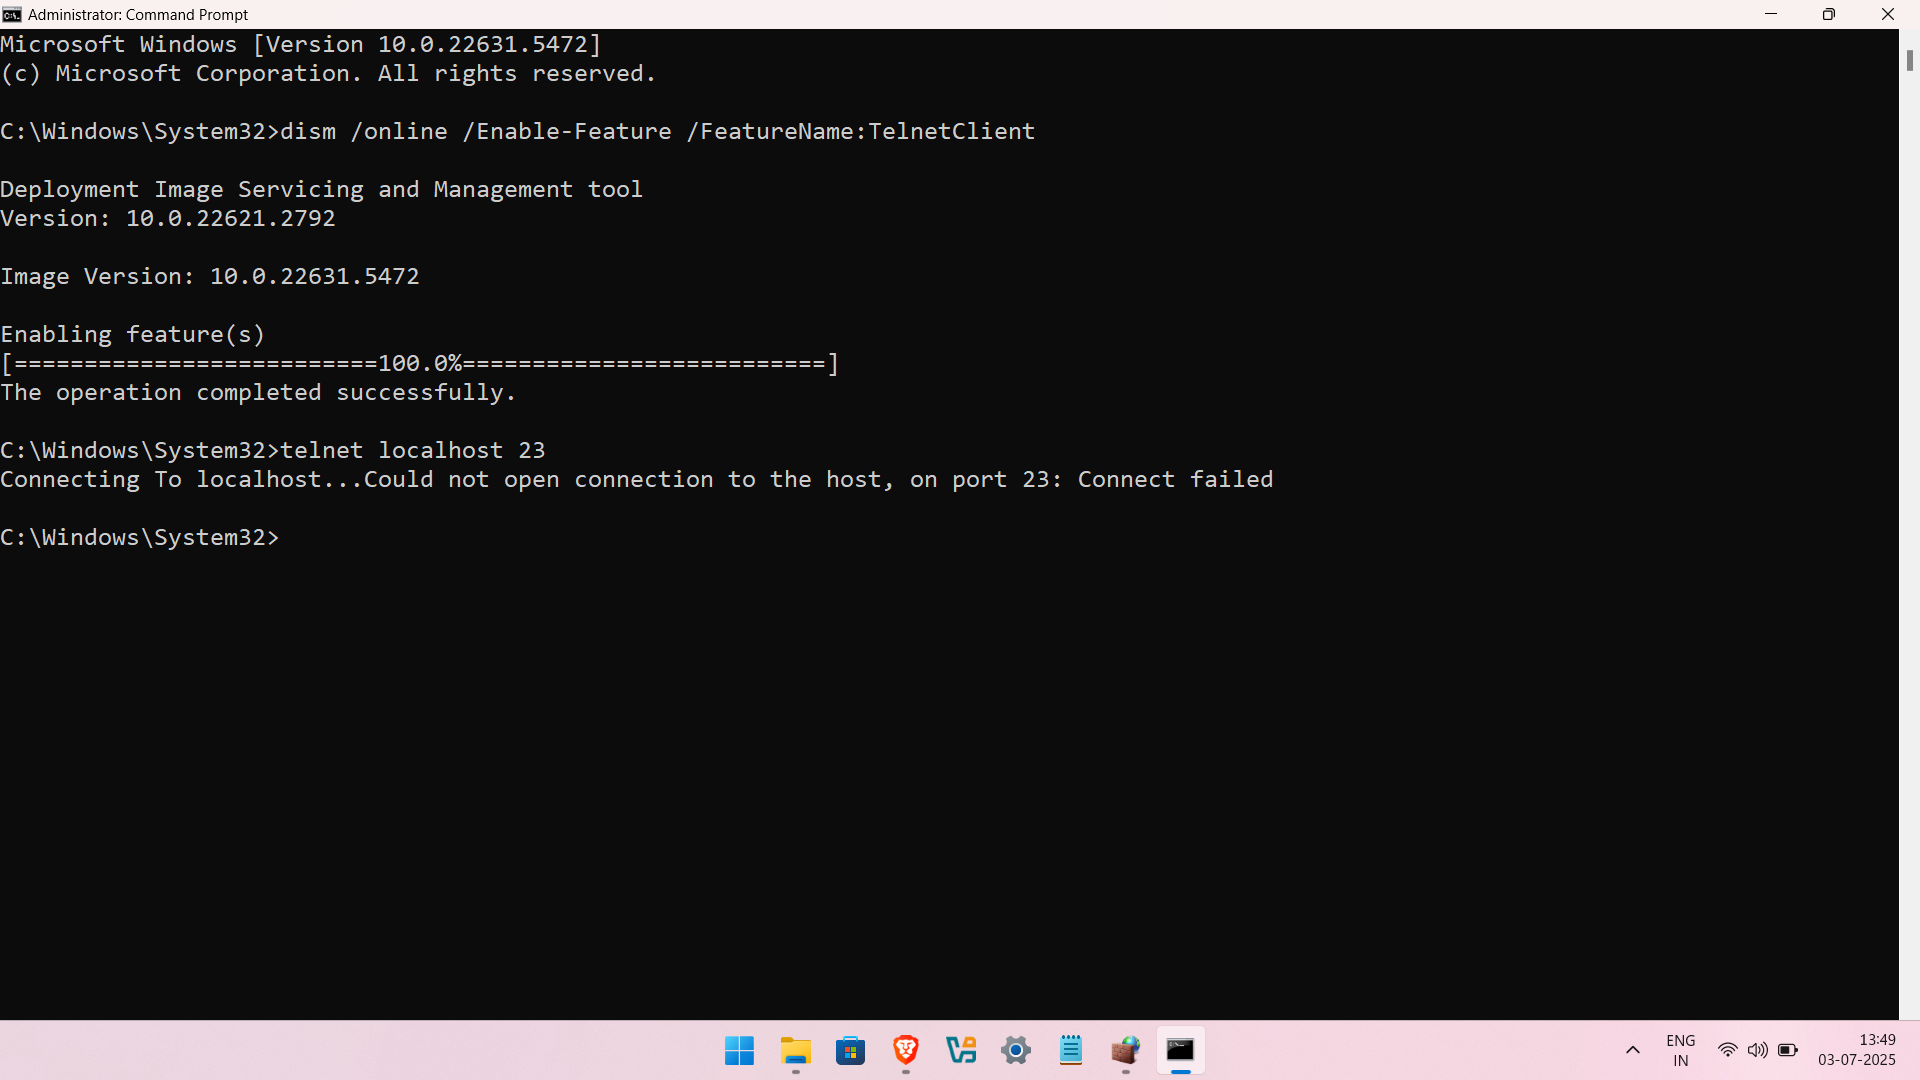 Administrator: Command Prompt
Microsoft Windows [Version 10.0.22631.5472]
(c) Microsoft Corporation. All rights reserved.
C:\Windows\System32>dism /online /Enable-Feature /FeatureName:TelnetClient
Deployment Image Servicing and Management tool
Version: 10.0.22621.2792
Image Version: 10.0.22631.5472
Enabling feature(s)
[==========================100.0%==========================]
The operation completed successfully.
C:\Windows\System32>telnet localhost 23
Connecting To localhost...Could not open connection to the host, on port 23: Connect failed
C:\Windows\System32>
ENG
IN
13:49
03-07-2025